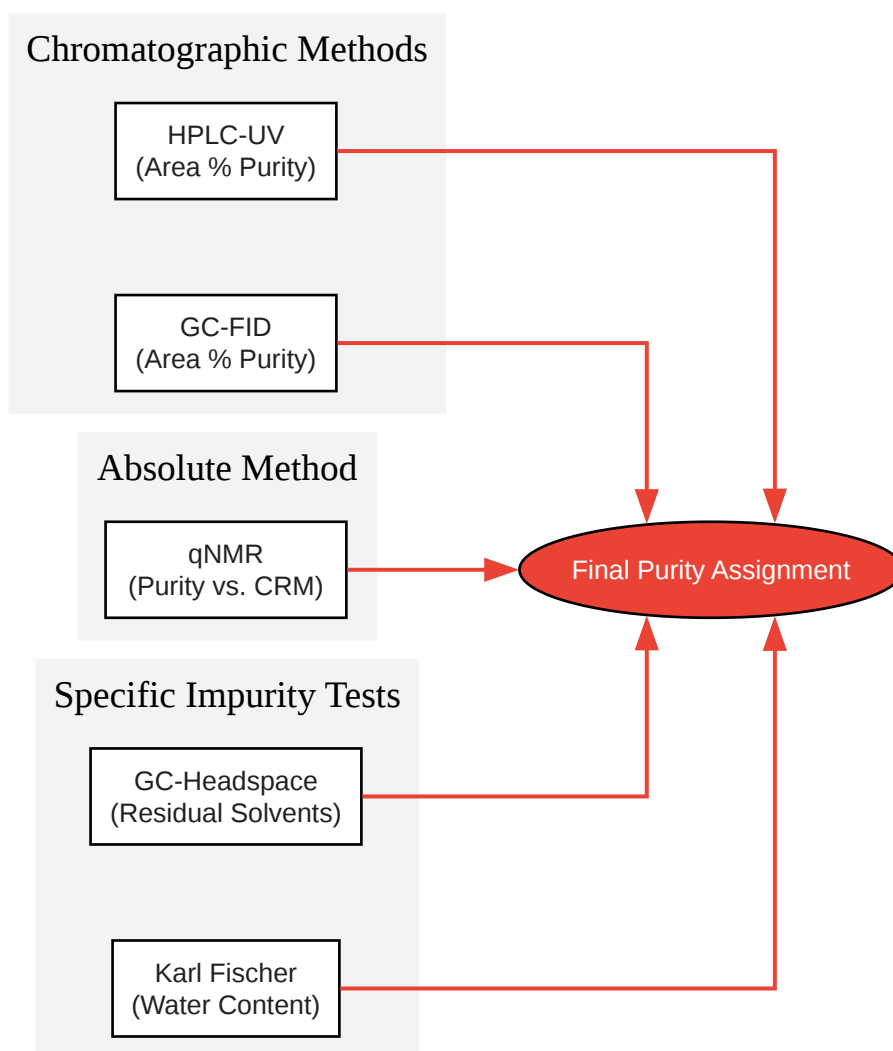 Chromatographic Methods
HPLC-UV
(Area % Purity)
GC-FID
(Area % Purity)
Absolute Method
qNMR
(Purity vs. CRM)
Final Purity Assignment
Specific Impurity Tests
GC-Headspace
(Residual Solvents)
Karl Fischer
(Water Content)